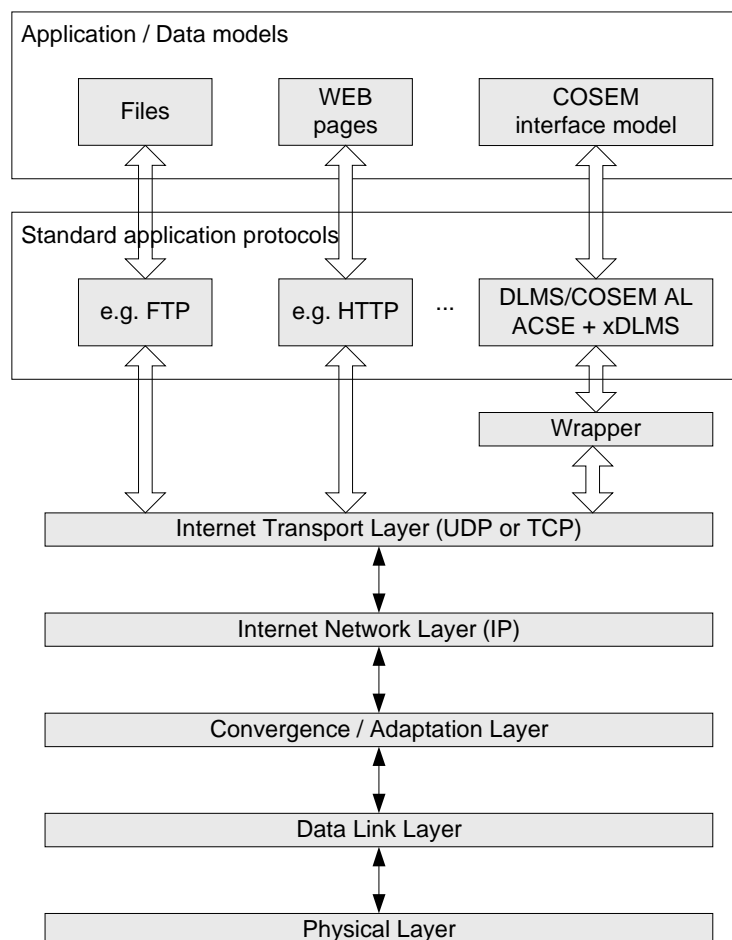 Application / Data models
Files
WEB
pages
COSEM
interface model
Standard application protocols
e.g. FTP
e.g. HTTP
...
DLMS/COSEM AL
ACSE + xDLMS
Wrapper
Internet Transport Layer (UDP or TCP)
Internet Network Layer (IP)
Convergence / Adaptation Layer
Data Link Layer
Physical Layer